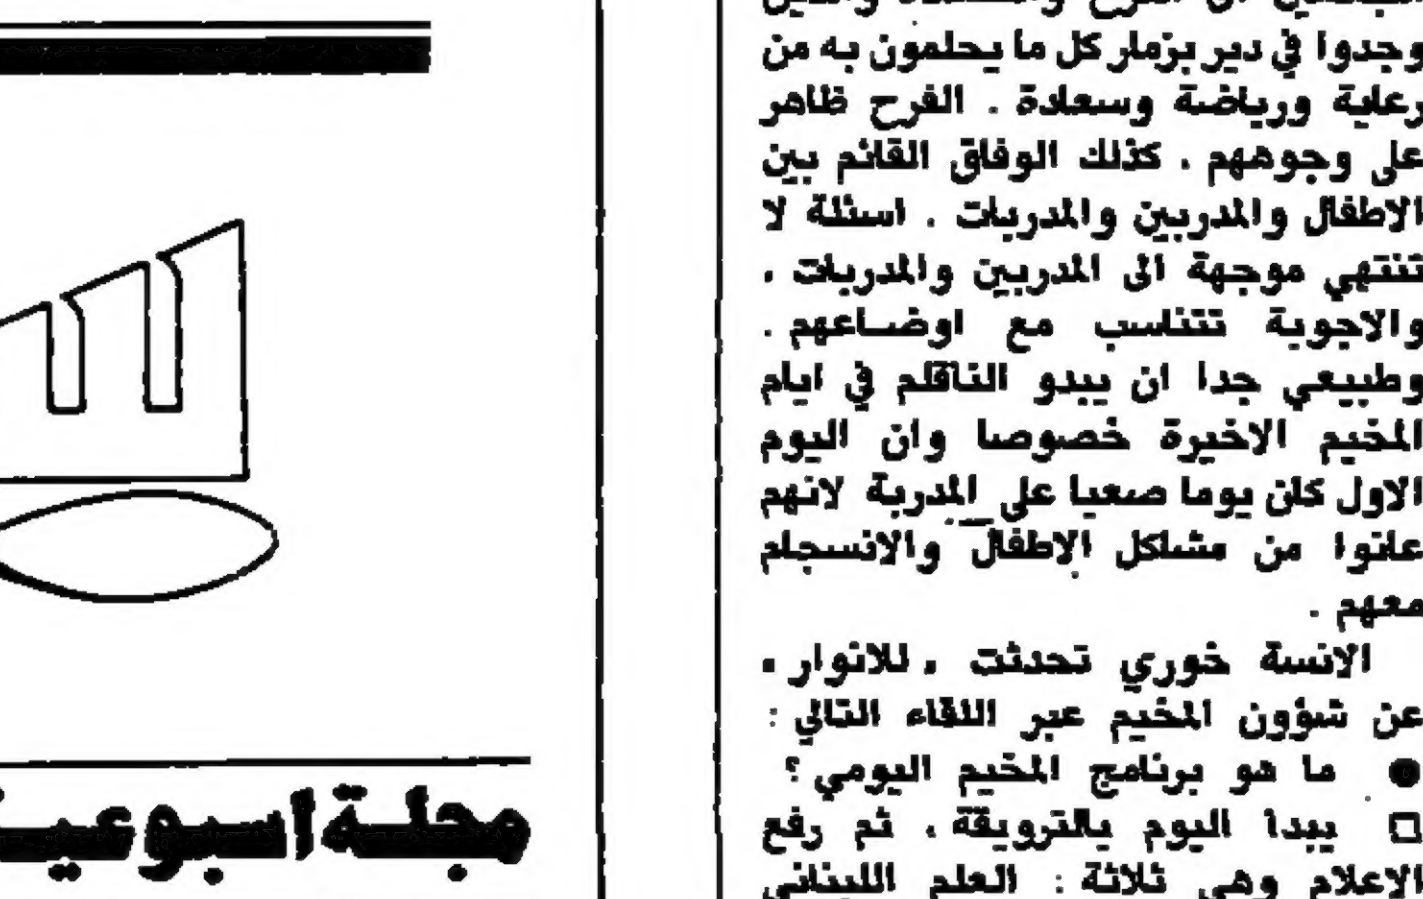 وجدوا في دير بزمار كل ما يحلمون به من
رعاية ورياضة وسعادة . الفرح ظاهر
على وجوههم . كذلك الوفاق القائم بين
الاطفال والمدربين والمدربات . اسئلة لا
تنتهي موجهة الى المدربين والمدربات .
والاجوبة تتناسب مع اوضاعهم .
وطبيعي جدا ان يبدو التاقلم في ايام
المخيم الاخيرة خصوصا وان اليوم
الاول كان يوما صعبا على المدربة لانهم
عانوا من مشاكل الاطفال والانسجام
معهم .
الانسة خوري تحدثت « للانوار »
عن شؤون المخيم عبر اللقاء التالي :
● ما هو برنامج المخيم اليومي ؟
□ يبدا اليوم بالترويقة ، ثم رفع
الاعلام وهي ثلاثة : العلم اللبناني
مجلة اسبوعية